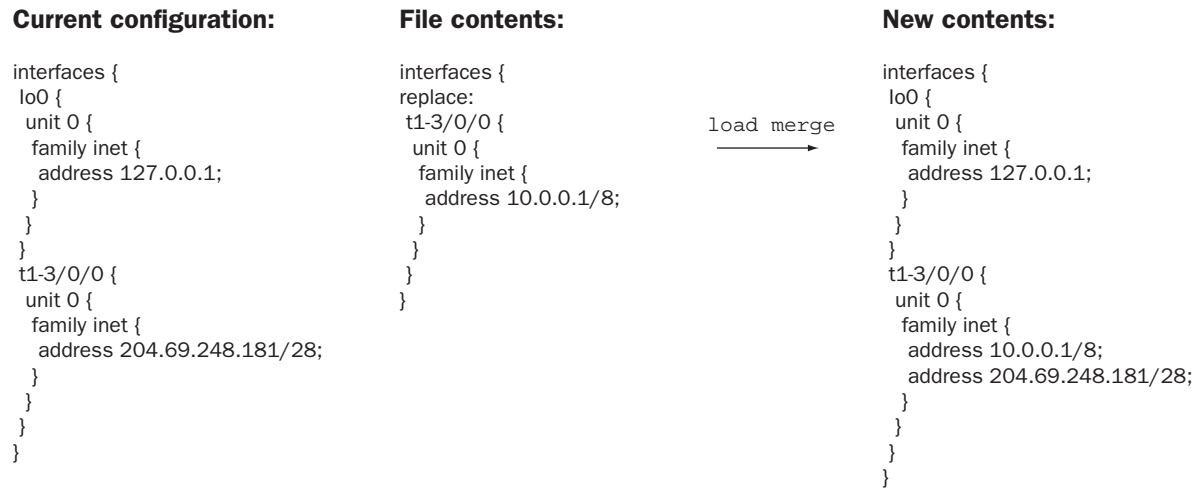 Current configuration:
interfaces {
lo0 {
unit 0 {
family inet {
address 127.0.0.1;
}
}
}
t1-3/0/0 {
unit 0 {
family inet {
address 204.69.248.181/28;
}
}
}
}
File contents:
interfaces {
replace:
t1-3/0/0 {
unit 0 {
family inet {
address 10.0.0.1/8;
}
}
}
}
load merge
New contents:
interfaces {
lo0 {
unit 0 {
family inet {
address 127.0.0.1;
}
}
}
t1-3/0/0 {
unit 0 {
family inet {
address 10.0.0.1/8;
address 204.69.248.181/28;
}
}
}
}